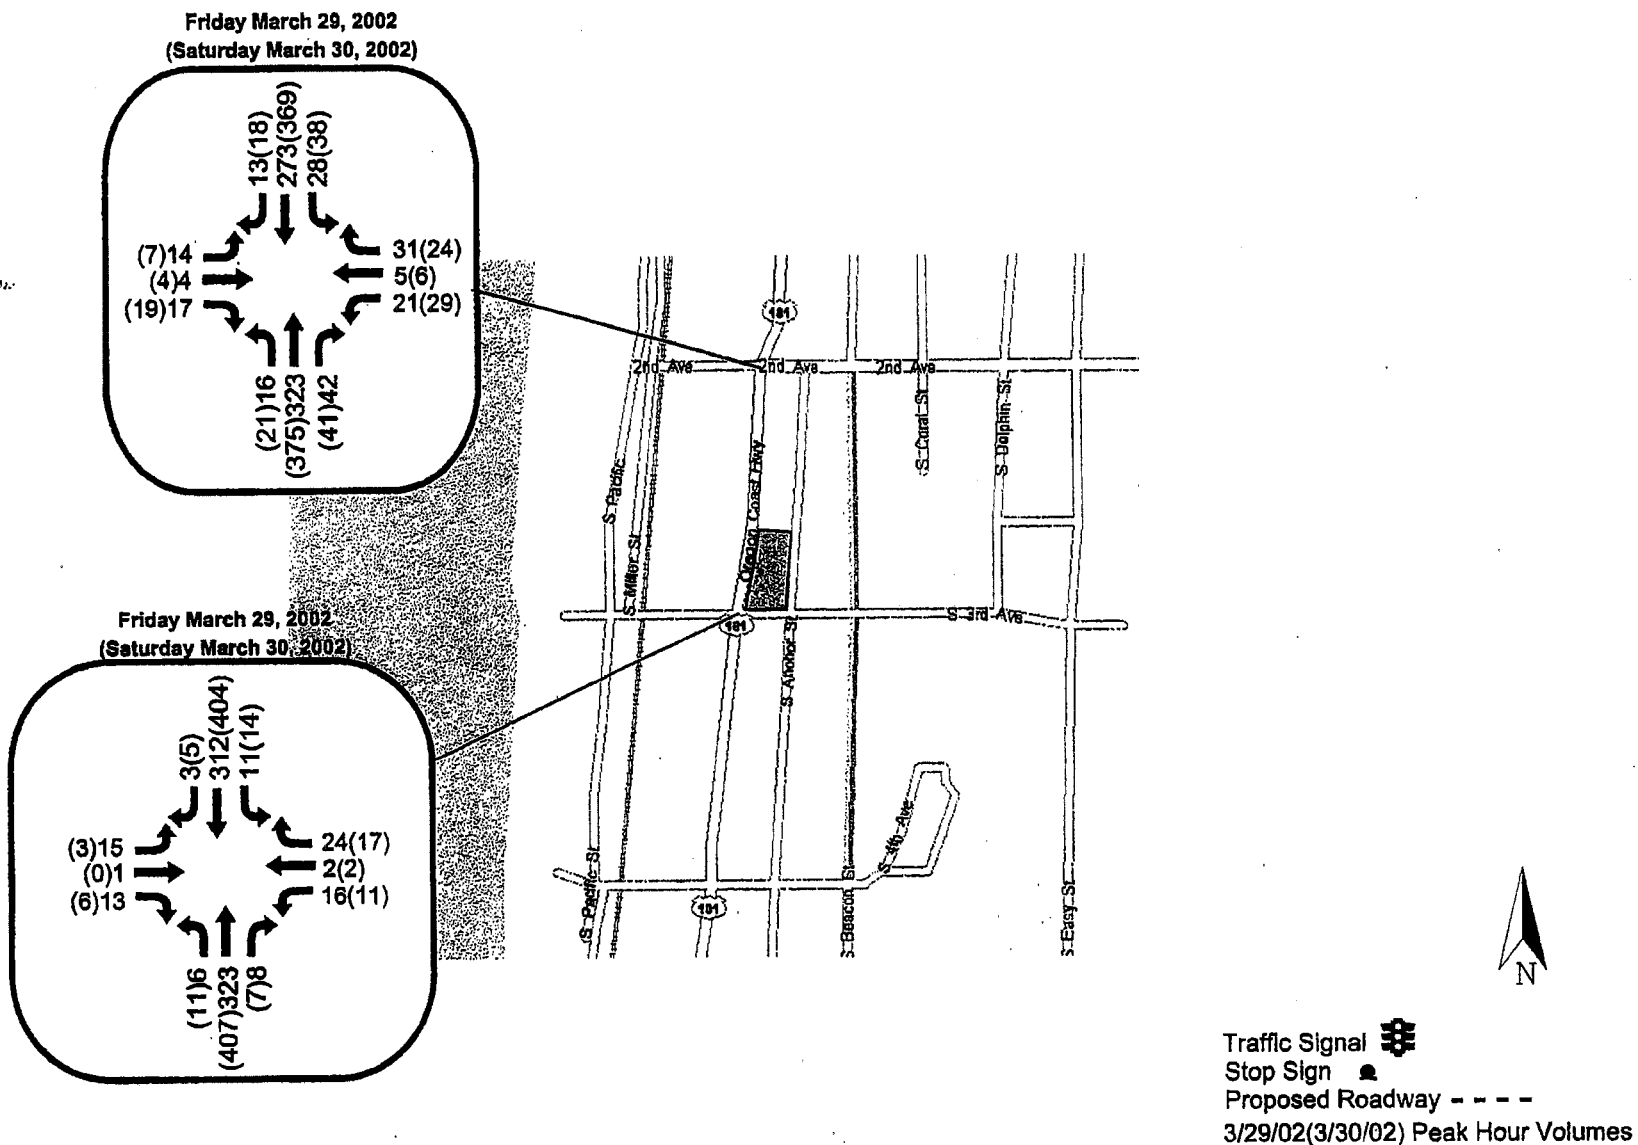 Friday March 29, 2002
(Saturday March 30, 2002)
13(18)
273(369)
28(38)
(7)14
(4)4
(19)17
31(24)
5(6)
21(29)
(21)16
(375)323
(41)42
101
2nd Ave
2nd Ave
2nd Ave
S Coral St
S Dolphin St
Oregon Coast Hwy
S Pacific
S Miller St
S 3rd Ave
101
S Anchor St
Friday March 29, 2002
(Saturday March 30, 2002)
3(5)
312(404)
11(14)
(3)15
(0)1
(6)13
24(17)
2(2)
16(11)
(11)6
(407)323
(7)8
S 4th Ave
S Pacific St
101
S Beacon St
S Easy St
N
Traffic Signal
Stop Sign
Proposed Roadway
3/29/02(3/30/02) Peak Hour Volumes